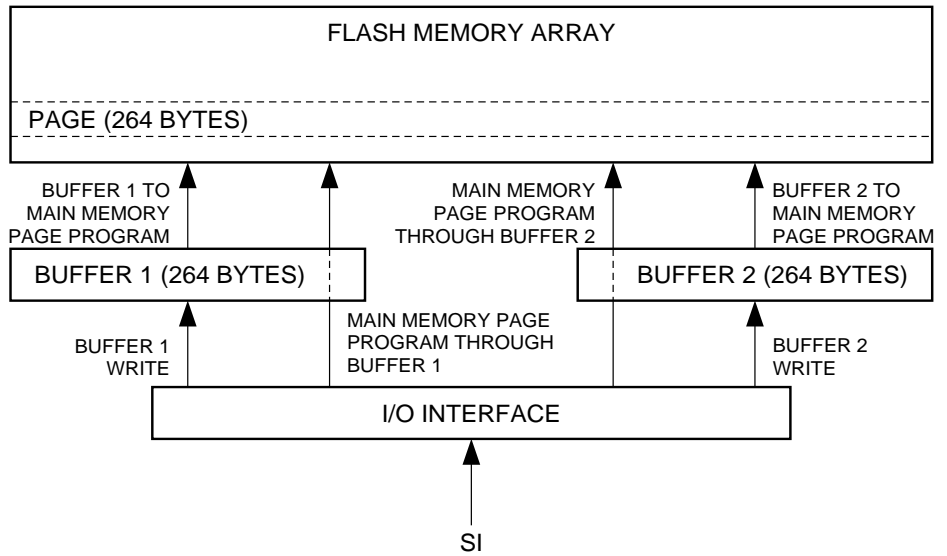 FLASH MEMORY ARRAY
PAGE (264 BYTES)
BUFFER 1 TO
MAIN MEMORY
PAGE PROGRAM
MAIN MEMORY
PAGE PROGRAM
THROUGH BUFFER 2
BUFFER 2 TO
MAIN MEMORY
PAGE PROGRAM
BUFFER 1 (264 BYTES)
BUFFER 2 (264 BYTES)
BUFFER 1
WRITE
MAIN MEMORY PAGE
PROGRAM THROUGH
BUFFER 1
BUFFER 2
WRITE
I/O INTERFACE
SI